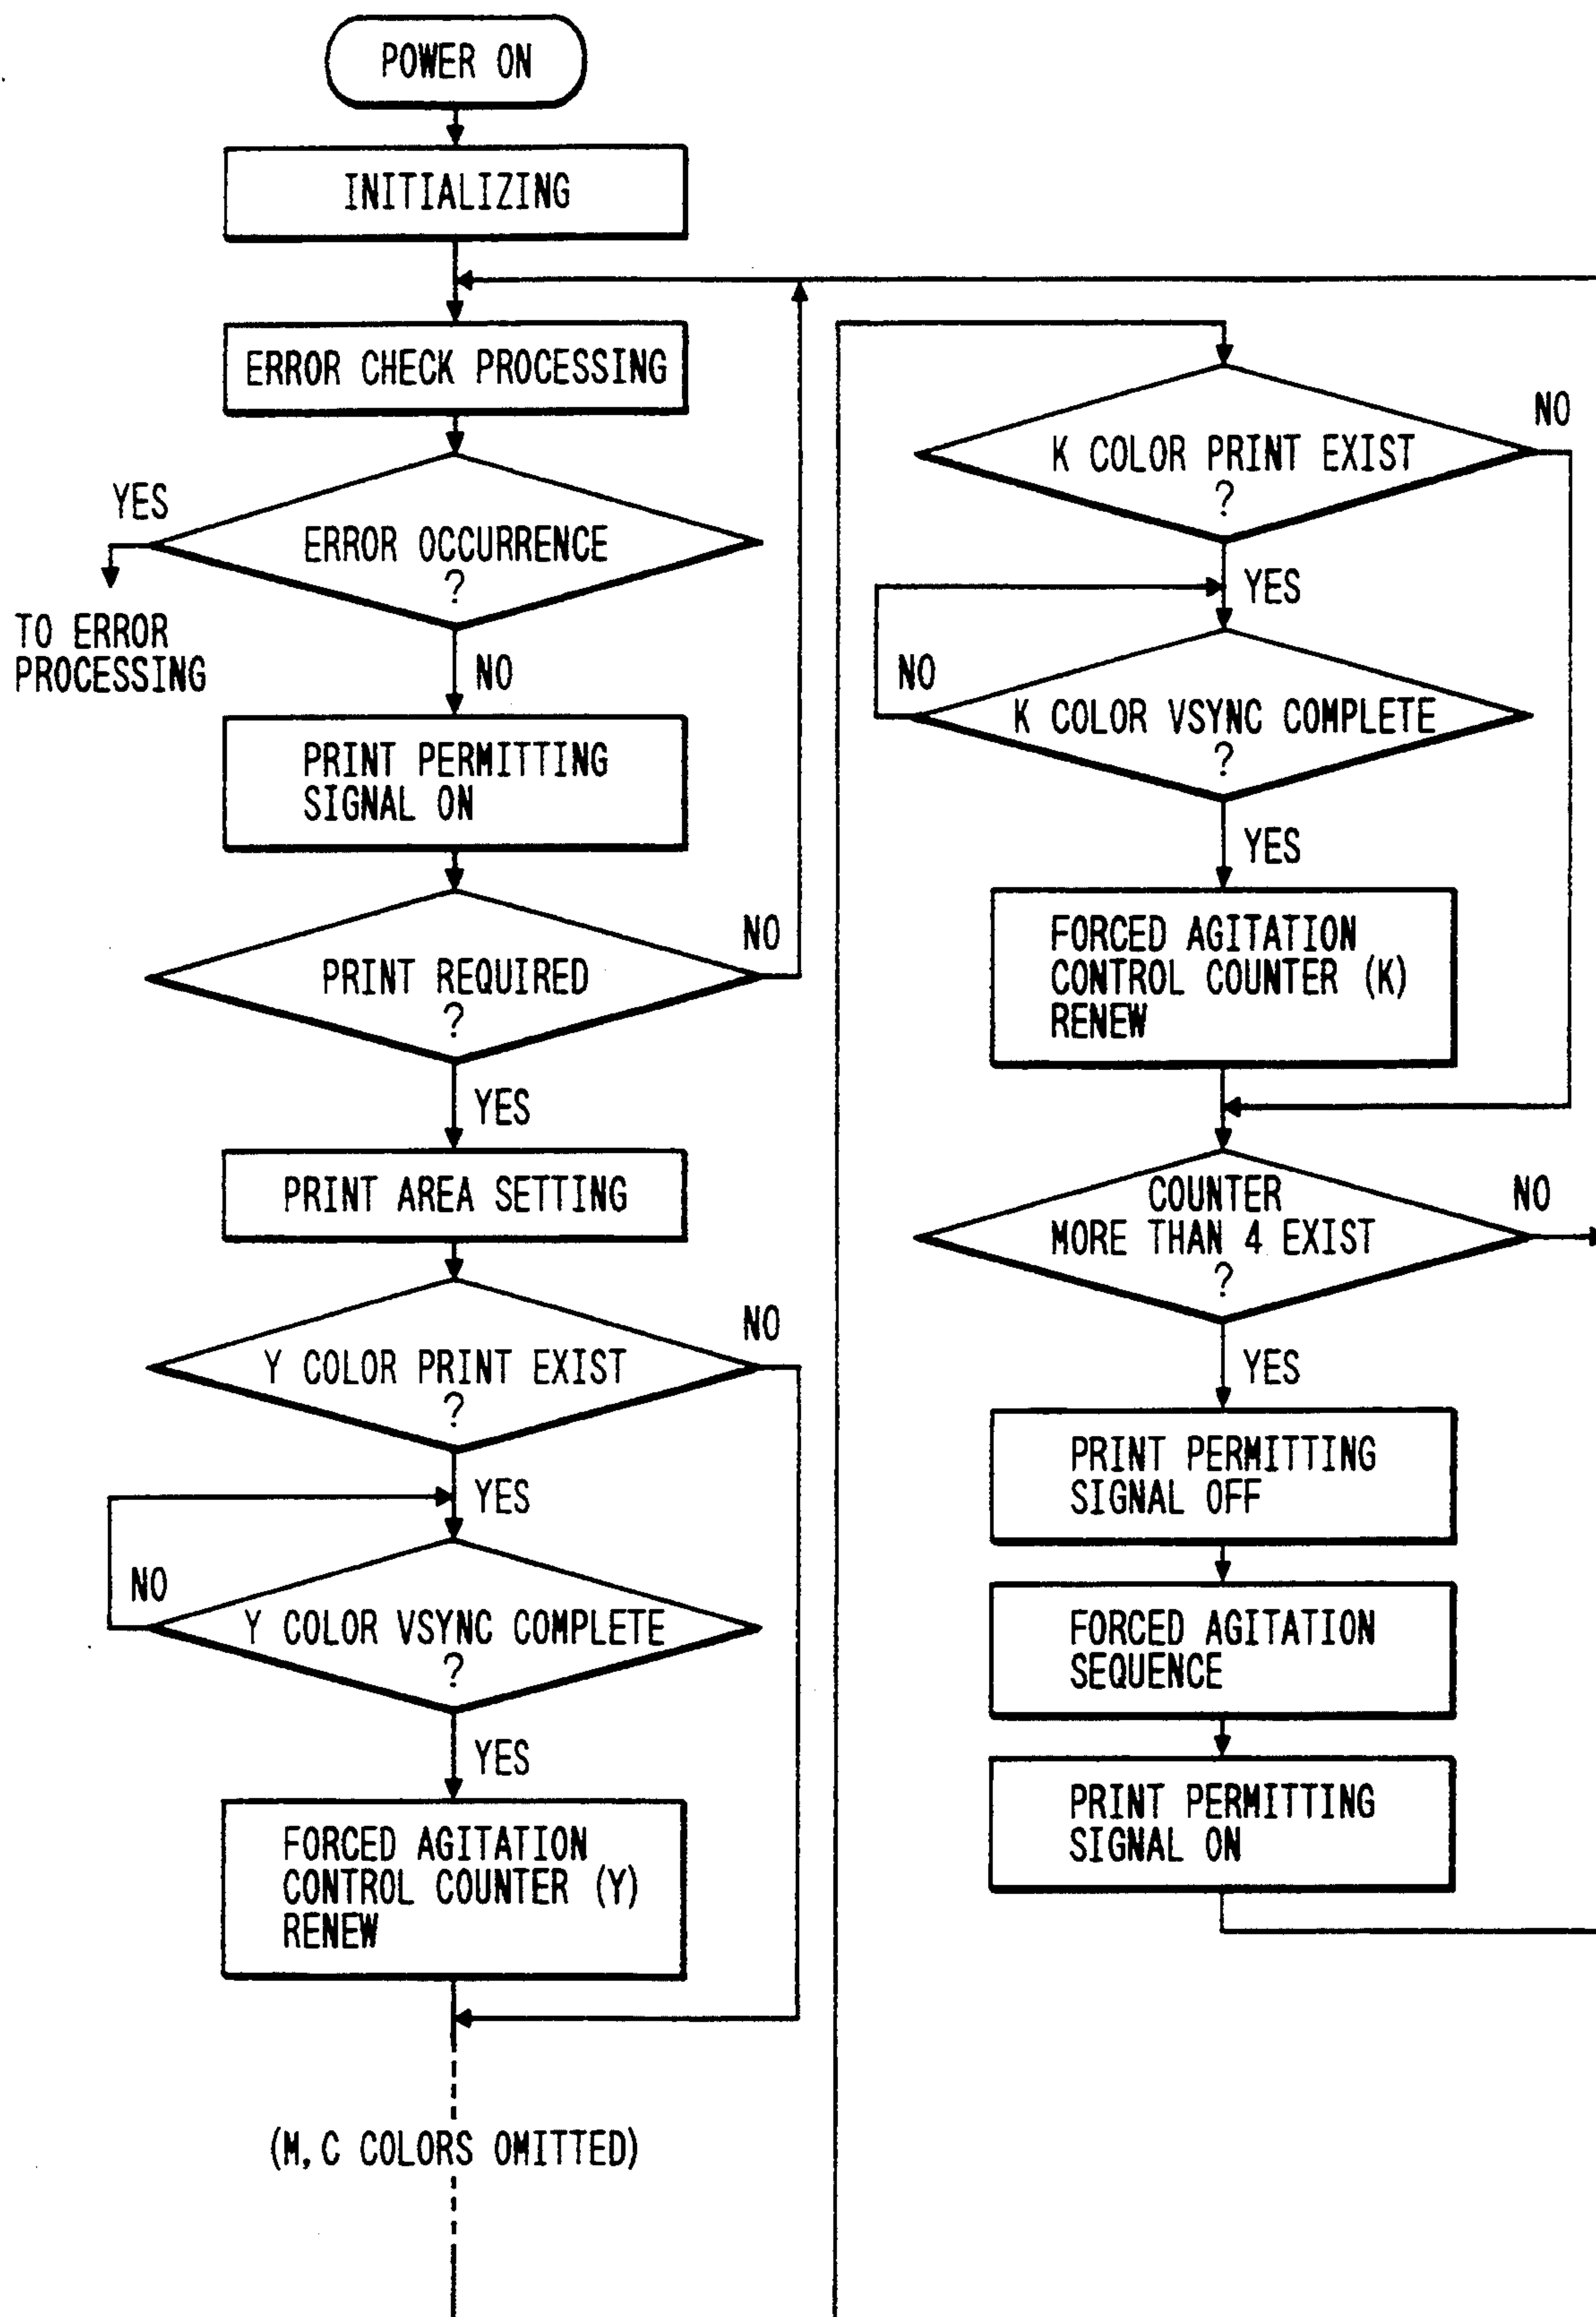 POWER ON
INITIALIZING
ERROR CHECK PROCESSING
YES
ERROR OCCURRENCE
?
TO ERROR
PROCESSING
NO
PRINT PERMITTING
SIGNAL ON
NO
PRINT REQUIRED
?
YES
PRINT AREA SETTING
NO
Y COLOR PRINT EXIST
?
YES
NO
Y COLOR VSYNC COMPLETE
?
YES
FORCED AGITATION
CONTROL COUNTER (Y)
RENEW
(M, C COLORS OMITTED)
NO
K COLOR PRINT EXIST
?
YES
NO
K COLOR VSYNC COMPLETE
?
YES
FORCED AGITATION
CONTROL COUNTER (K)
RENEW
COUNTER
NO
MORE THAN 4 EXIST
?
YES
PRINT PERMITTING
SIGNAL OFF
FORCED AGITATION
SEQUENCE
PRINT PERMITTING
SIGNAL ON